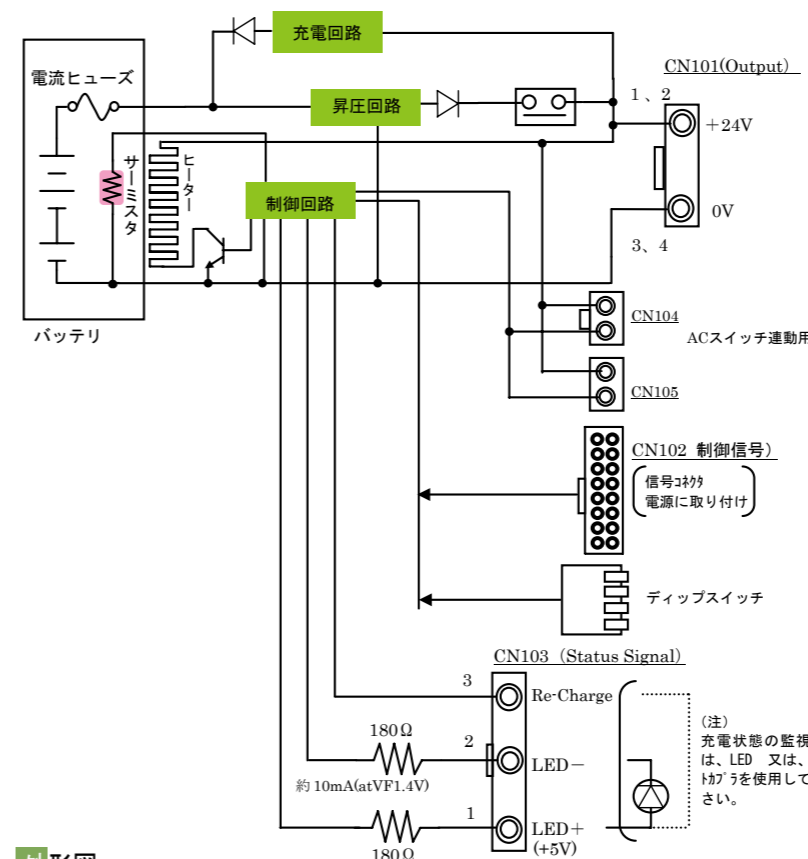 充電回路
電流ヒューズ
昇圧回路
CN101(Output)
1 、2
+24V
サーミスタ
ヒーター
制御回路
0V
3、4
バッテリ
CN104
ACスイッチ連動用
CN105
CN102 制御信号)
信号ｺﾈｸﾀ
電源に取り付け
ディップスイッチ
CN103 (Status Signal)
3
Re-Charge
180Ω
2
LED－
約 10mA(atVF1.4V)
1
LED+
(+5V)
180Ω
(注)
充電状態の監視
は、LED 又は、
ﾄｶﾌﾟﾗを使用して
さい。
形図